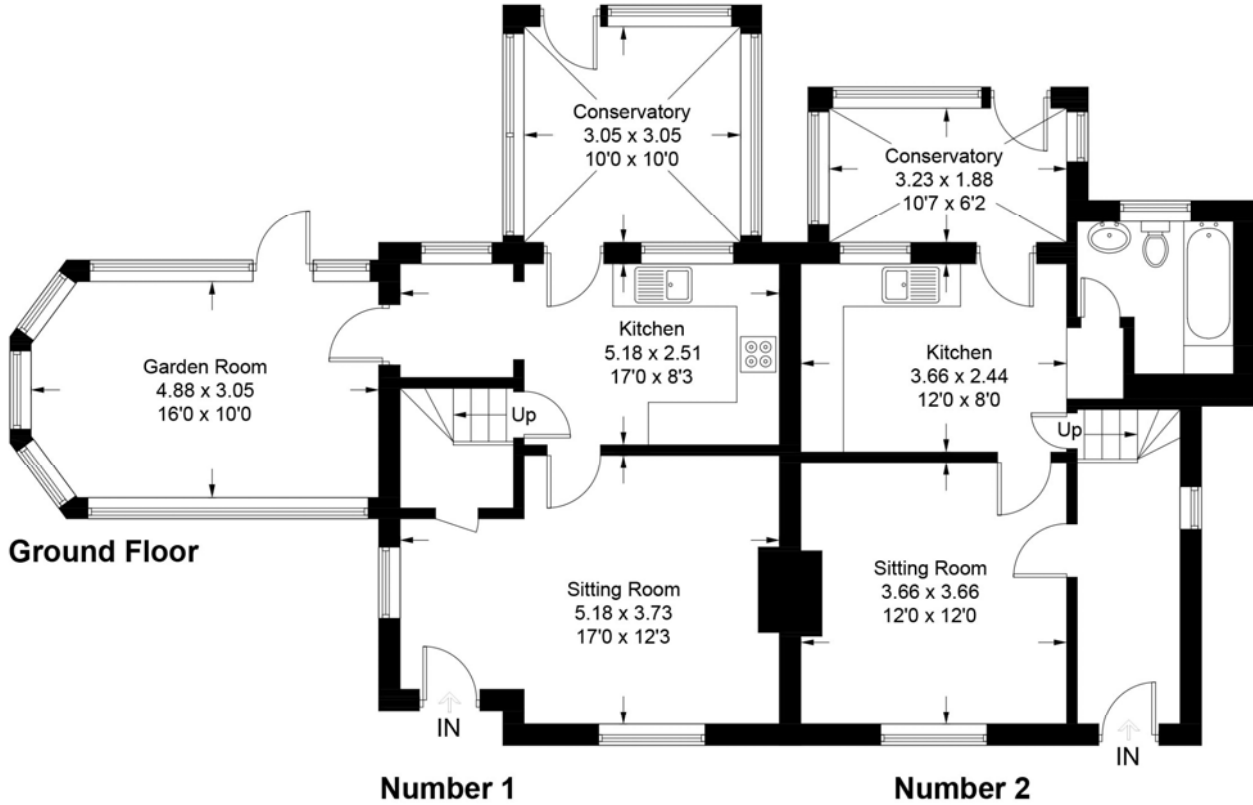 Conservatory
3.05 x 3.05
10'0 x 10'0
Conservatory
3.23 x 1.88
10'7 x 6'2
Garden Room
4.88 x 3.05
16'0 x 10'0
Kitchen
5.18 x 2.51
17'0 x 8'3
Kitchen
3.66 x 2.44
12'0 x 8'0
Up
Up
Ground Floor
Sitting Room
5.18 x 3.73
17'0 x 12'3
Sitting Room
3.66 x 3.66
12'0 x 12'0
IN
IN
Number 1
Number 2